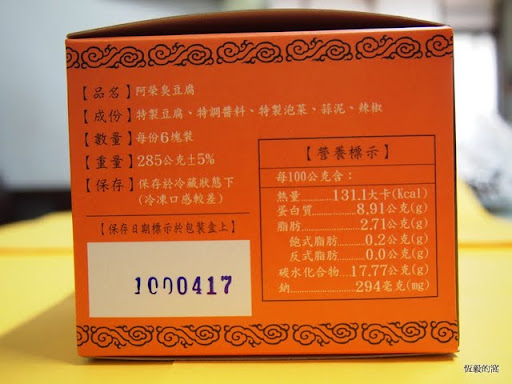 【品名】阿榮臭豆腐
【成份】特製豆腐、特調醬料、特製泡菜、蒜泥、辣椒
【數量】每份6塊裝
【重量】285公克±5%
【保存】保存於冷藏狀態下
(冷凍口感較差)
【保存日期標示於包裝盒上】
1000417
【營養標示】
每100公克含：
熱量........131.1大卡(Kcal)
蛋白質........8.91公克(g)
脂肪........2.71公克(g)
飽式脂肪........0.2公克(g)
反式脂肪........0.0公克(g)
碳水化合物........17.77公克(g)
鈉........294毫克(mg)
恆毅的窩